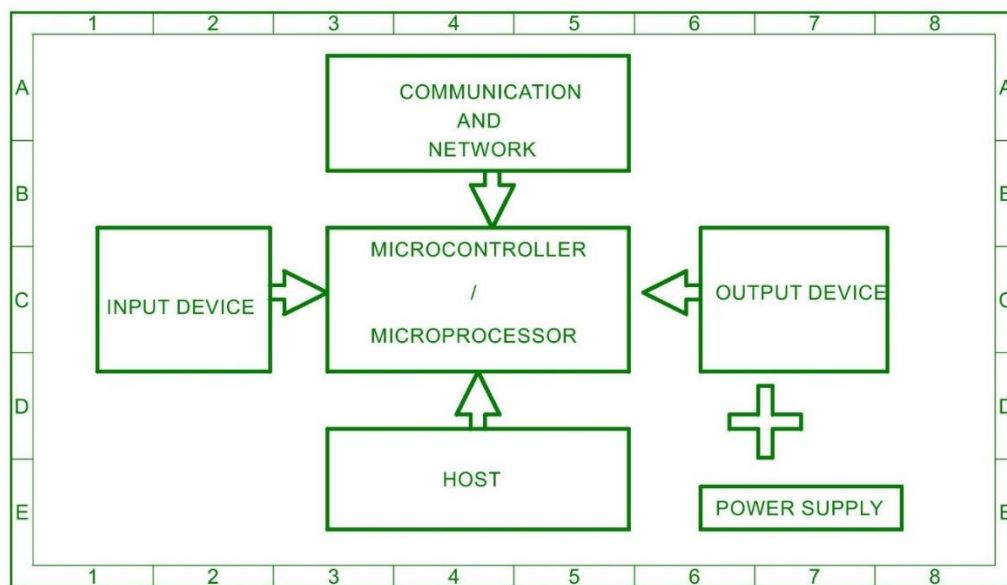 1 2 3 4 5 6 7 8
A A
COMMUNICATION
AND
NETWORK
B B
MICROCONTROLLER
/
MICROPROCESSOR
INPUT DEVICE
OUTPUT DEVICE
C C
D D
HOST
POWER SUPPLY
E E
1 2 3 4 5 6 7 8